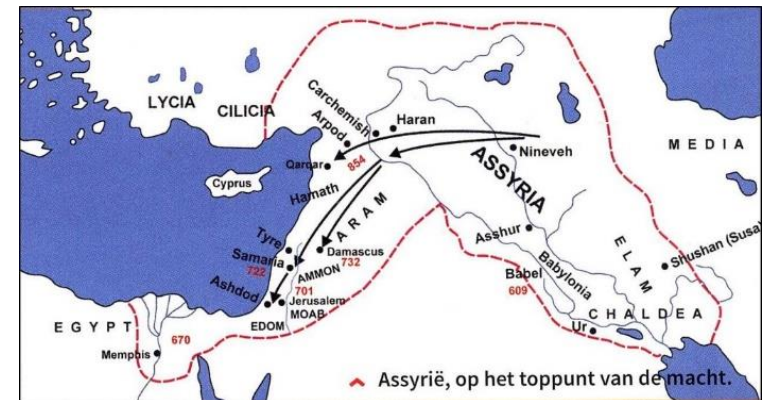 LYCIA
CILICIA
Carchemish
Haran
Arpod
MEDIA
Nineveh
Qarqar
854
ASSYRIA
Cyprus
Hamath
ARAM
Asshur
Tyre
Damascus
732
Samaria
722
AMMON
ELAM
Shushan (Susa)
Babylonia
Babel
609
701
Ashdod
Jerusalem
MOAB
CHALDEA
EDOM
Ur
EGYPT
670
Memphis
Assyrië, op het toppunt van de macht.